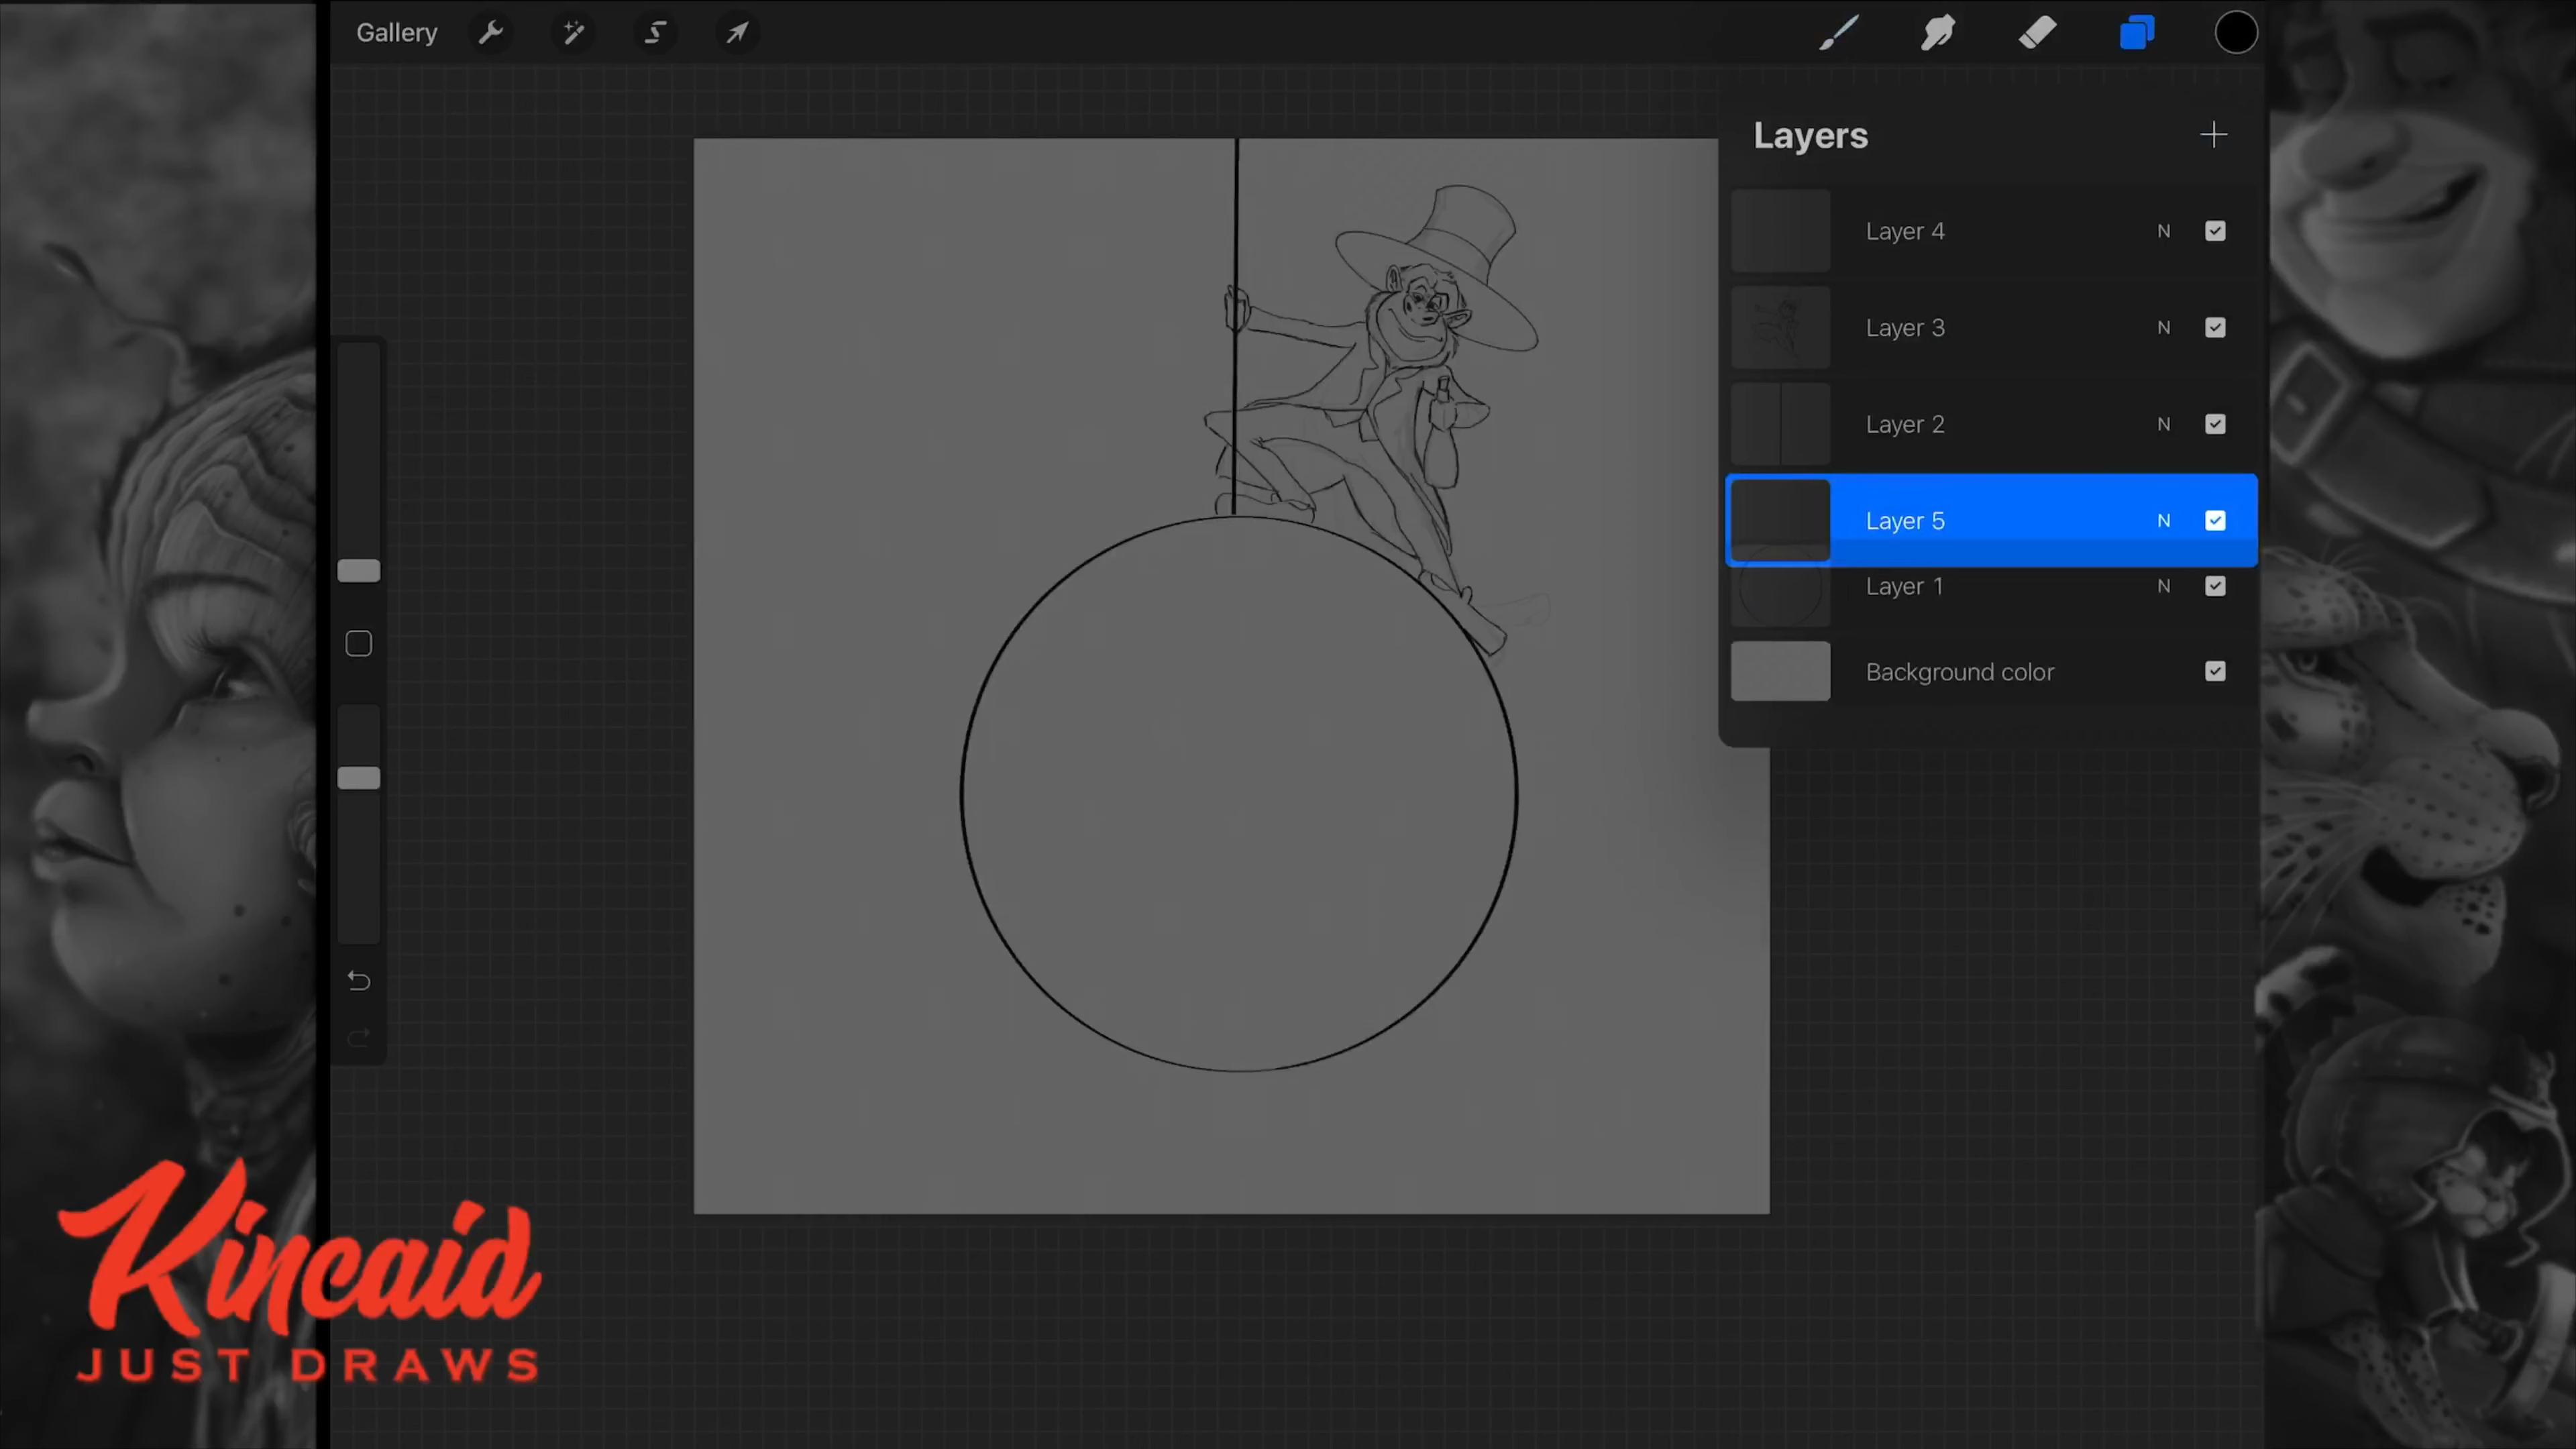 Gallery
Layers
Layer 4 N
Layer 3 N
Layer 2 N
Layer 5 N
Layer 1 N
Background color
Kincaid
JUST DRAWS